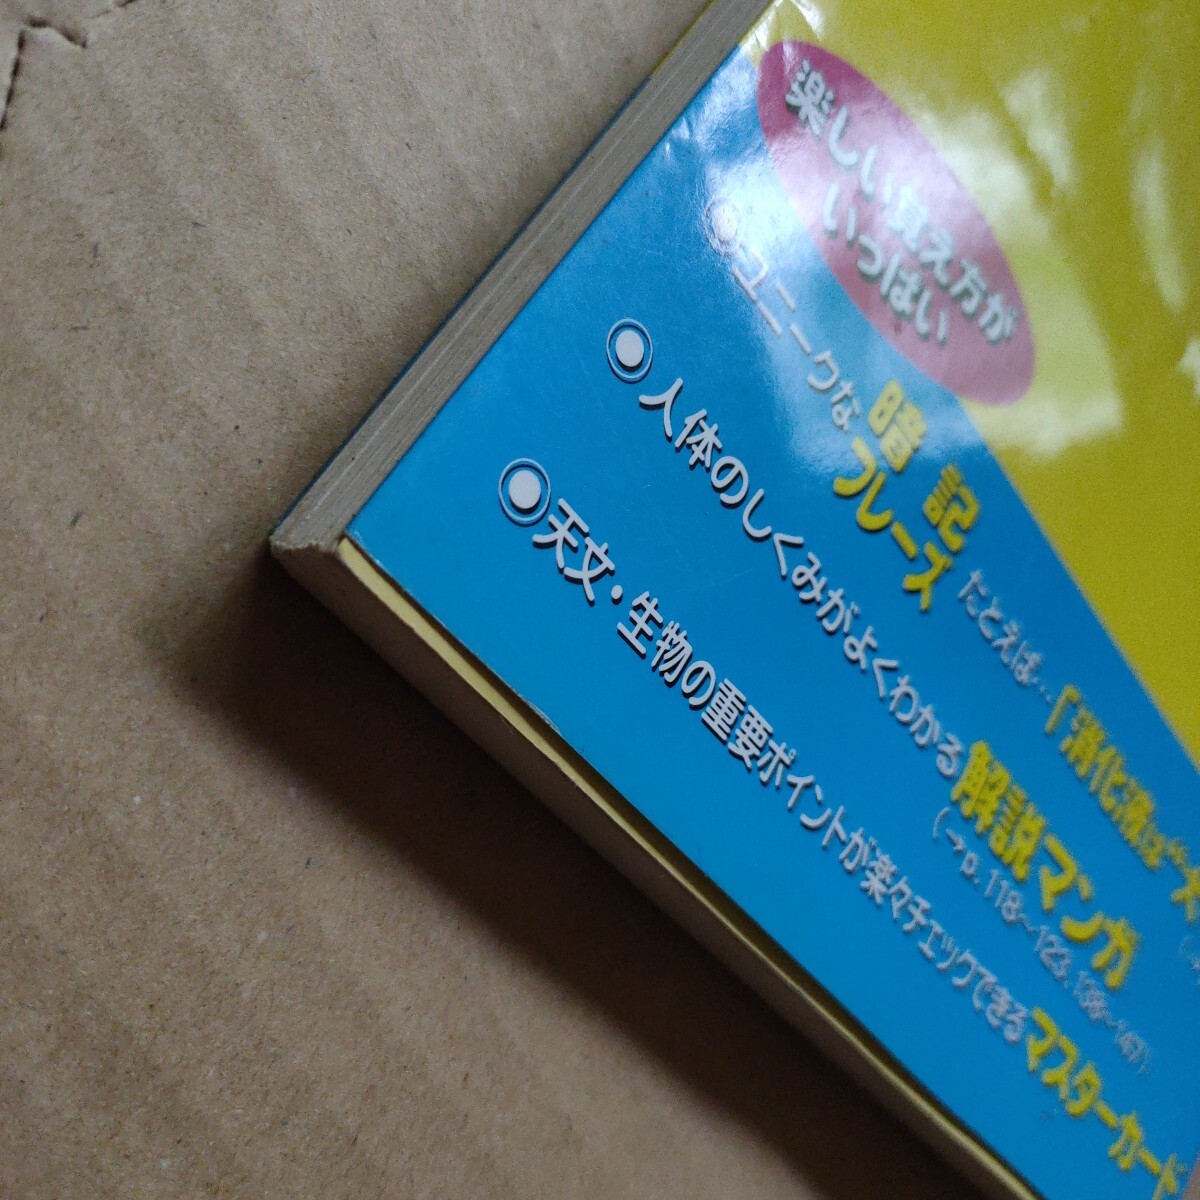 楽しい覚え方が
いっぱい
●ユニークな暗記フレーズ たとえば…「消化液は“
◉人体のしくみがよくわかる解説マンガ
(→p.118~123,
◉天文・生物の重要ポイントが楽々チェックできるマスターカード